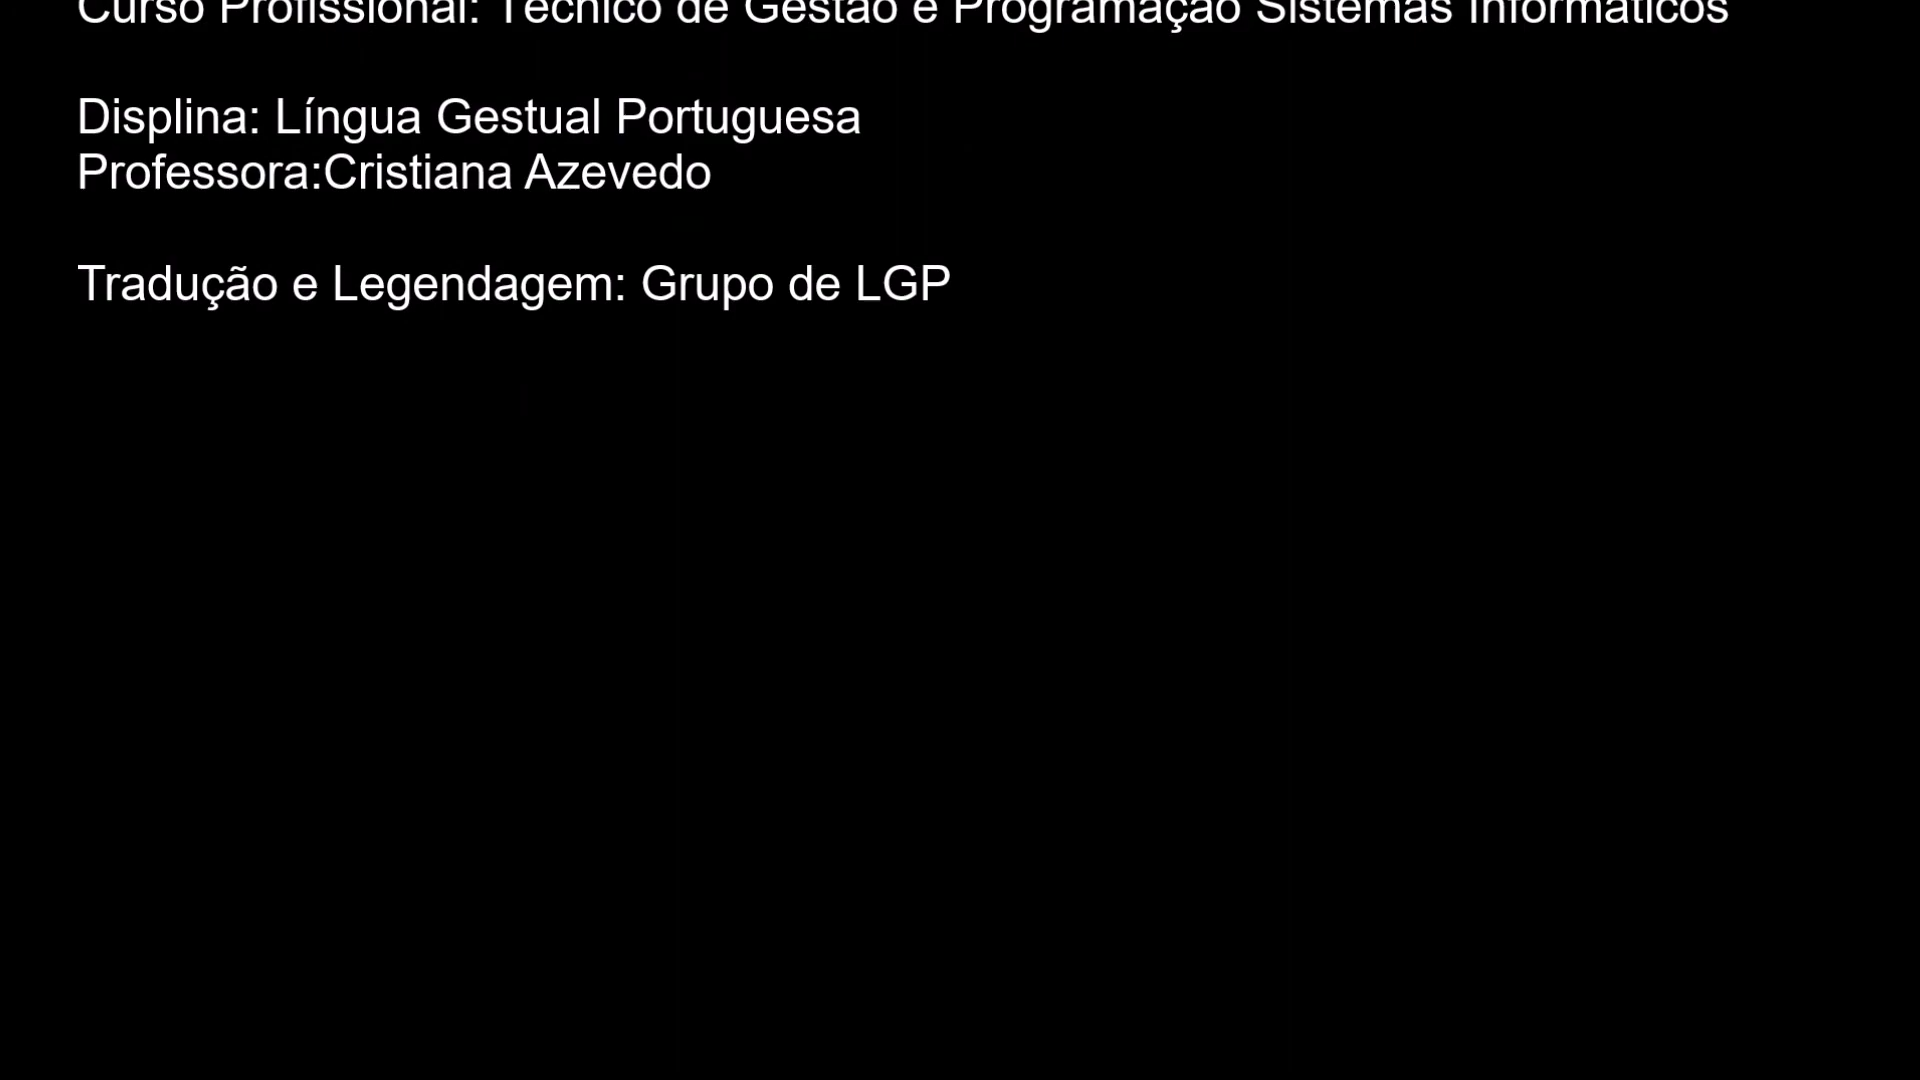 Curso Profissional: Técnico de Gestão e Programação Sistemas Informáticos
Displina: Língua Gestual Portuguesa
Professora:Cristiana Azevedo
Tradução e Legendagem: Grupo de LGP